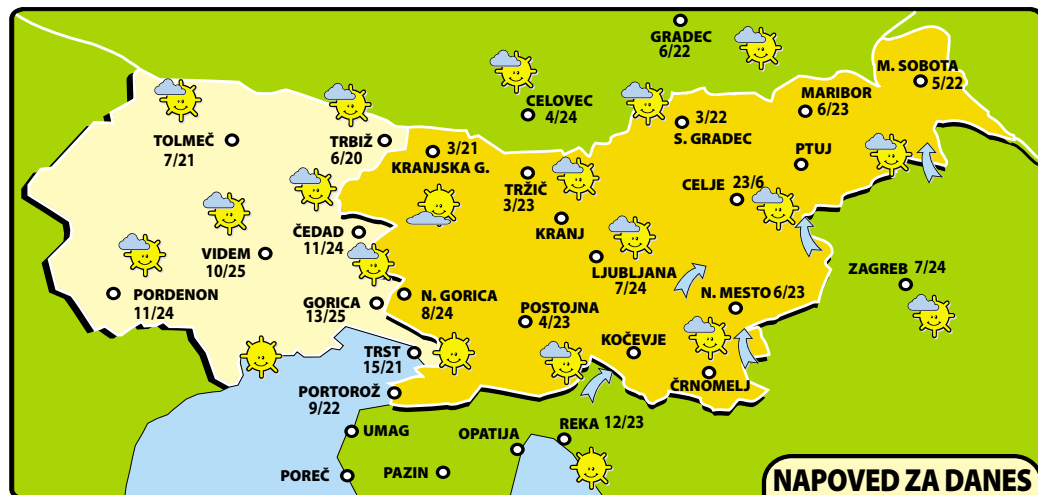 GRADEC
6/22
M. SOBOTA
5/22
CELOVEC
4/24
MARIBOR
6/23
3/22
S. GRADEC
TOLMEČ
7/21
TRBIŽ
6/20
3/21
KRANJSKA G.
PTUJ
TRŽIČ
3/23
CELJE 23/6
KRANJ
ČEDAD
11/24
VIDEM
10/25
LJUBLJANA
7/24
ZAGREB 7/24
PORDENON
11/24
GORICA
13/25
N. GORICA
8/24
POSTOJNA
4/23
N. MESTO 6/23
KOČEVJE
TRST
15/21
ČRNOMELJ
PORTOROŽ
9/22
UMAG
OPATIJA
REKA 12/23
POREČ
PAZIN
NAPOVED ZA DANES